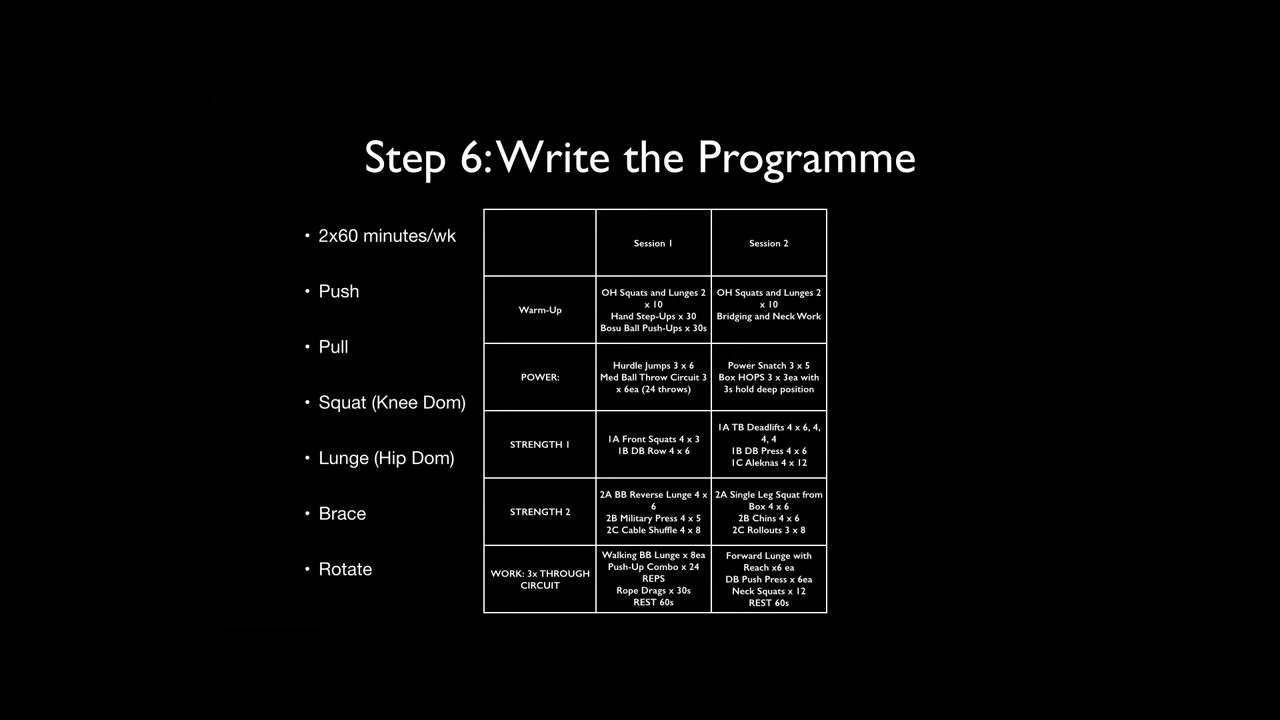 Step 6: Write the Programme
• 2x60 minutes/wk
• Push
• Pull
• Squat (Knee Dom)
• Lunge (Hip Dom)
• Brace
• Rotate
Session 1
Session 2
Warm-Up
OH Squats and Lunges 2
x 10
Hand Step-Ups x 30
Bosu Ball Push-Ups x 30s
OH Squats and Lunges 2
x 10
Bridging and Neck Work
POWER:
Hurdle Jumps 3 x 6
Med Ball Throw Circuit 3
x 6ea (24 throws)
Power Snatch 3 x 5
Box HOPS 3 x 3ea with
3s hold deep position
STRENGTH 1
1A Front Squats 4 x 3
1B DB Row 4 x 6
1A TB Deadlifts 4 x 6, 4,
4, 4
1B DB Press 4 x 6
1C Aleknas 4 x 12
STRENGTH 2
2A BB Reverse Lunge 4 x
6
2B Military Press 4 x 5
2C Cable Shuffle 4 x 8
2A Single Leg Squat from
Box 4 x 6
2B Chins 4 x 6
2C Rollouts 3 x 8
WORK: 3x THROUGH
CIRCUIT
Walking BB Lunge x 8ea
Push-Up Combo x 24
REPS
Rope Drags x 30s
REST 60s
Forward Lunge with
Reach x6 ea
DB Push Press x 6ea
Neck Squats x 12
REST 60s